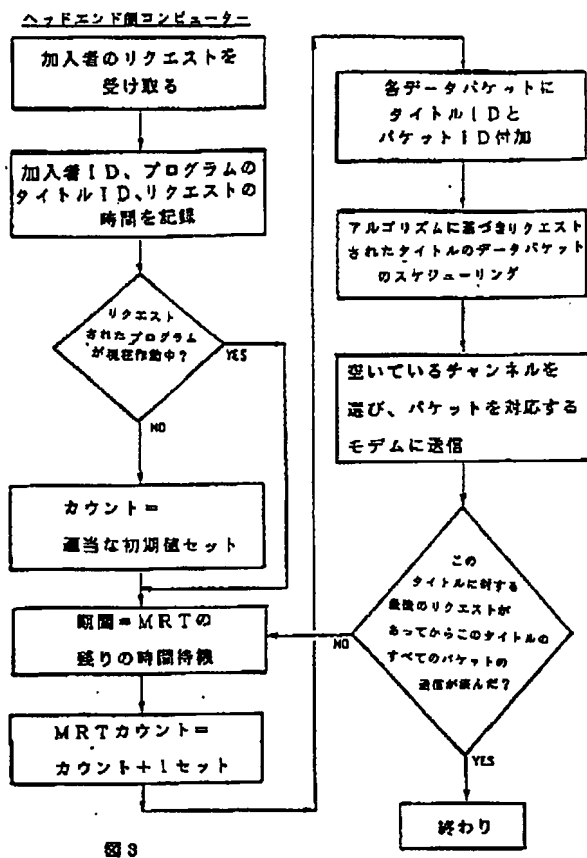 ヘッドエンド側コンピューター
加入者のリクエストを
受け取る
加入者ID、プログラムの
タイトルID、リクエストの
時間を記録
リクエスト
されたプログラム
が現在作動中?
YES
NO
カウント=
適当な初期値セット
期間=MRTの
残りの時間待機
MRTカウント=
カウント+1セット
各データパケットに
タイトルIDと
パケットID付加
アルゴリズムに基づきリクエスト
されたタイトルのデータパケット
のスケジューリング
空いているチャンネルを
選び、パケットを対応する
モデムに送信
この
タイトルに対する
最後のリクエストが
あってからこのタイトルの
すべてのパケットの
送信が済んだ?
NO
YES
終わり
図3